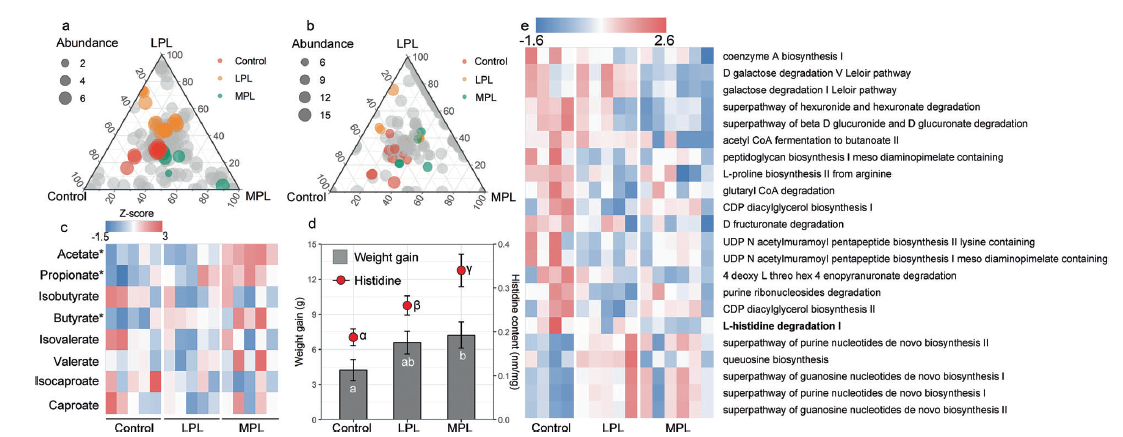 a
Abundance
2
4
6
LPL
Control
LPL
MPL
100
80
60
40
20
20
40
60
80
100
20
40
60
80
100
Control
MPL
b
Abundance
6
9
12
15
LPL
Control
LPL
MPL
100
80
60
40
20
20
40
60
80
100
20
40
60
80
100
Control
MPL
c
Z-score
-1.5
3
Acetate*
Propionate*
Isobutyrate
Butyrate*
Isovalerate
Valerate
Isocaproate
Caproate
Control LPL MPL
d
Weight gain
Histidine
Weight gain (g)
15
12
9
6
3
0
α
β
γ
a
ab
b
0.4
0.3
0.2
0.1
0.0
Histidine content (nm/mg)
Control LPL MPL
e
-1.6
2.6
coenzyme A biosynthesis I
D galactose degradation V Leloir pathway
galactose degradation I Leloir pathway
superpathway of hexuronide and hexuronate degradation
superpathway of beta D glucuronide and D glucuronate degradation
acetyl CoA fermentation to butanoate II
peptidoglycan biosynthesis I meso diaminopimelate containing
L-proline biosynthesis II from arginine
glutaryl CoA degradation
CDP diacylglycerol biosynthesis I
D fructuronate degradation
UDP N acetylmuramoyl pentapeptide biosynthesis II lysine containing
UDP N acetylmuramoyl pentapeptide biosynthesis I meso diaminopimelate containing
4 deoxy L threo hex 4 enopyranuronate degradation
purine ribonucleosides degradation
CDP diacylglycerol biosynthesis II
L-histidine degradation I
superpathway of purine nucleotides de novo biosynthesis II
queuosine biosynthesis
superpathway of guanosine nucleotides de novo biosynthesis I
superpathway of purine nucleotides de novo biosynthesis I
superpathway of guanosine nucleotides de novo biosynthesis II
Control LPL MPL